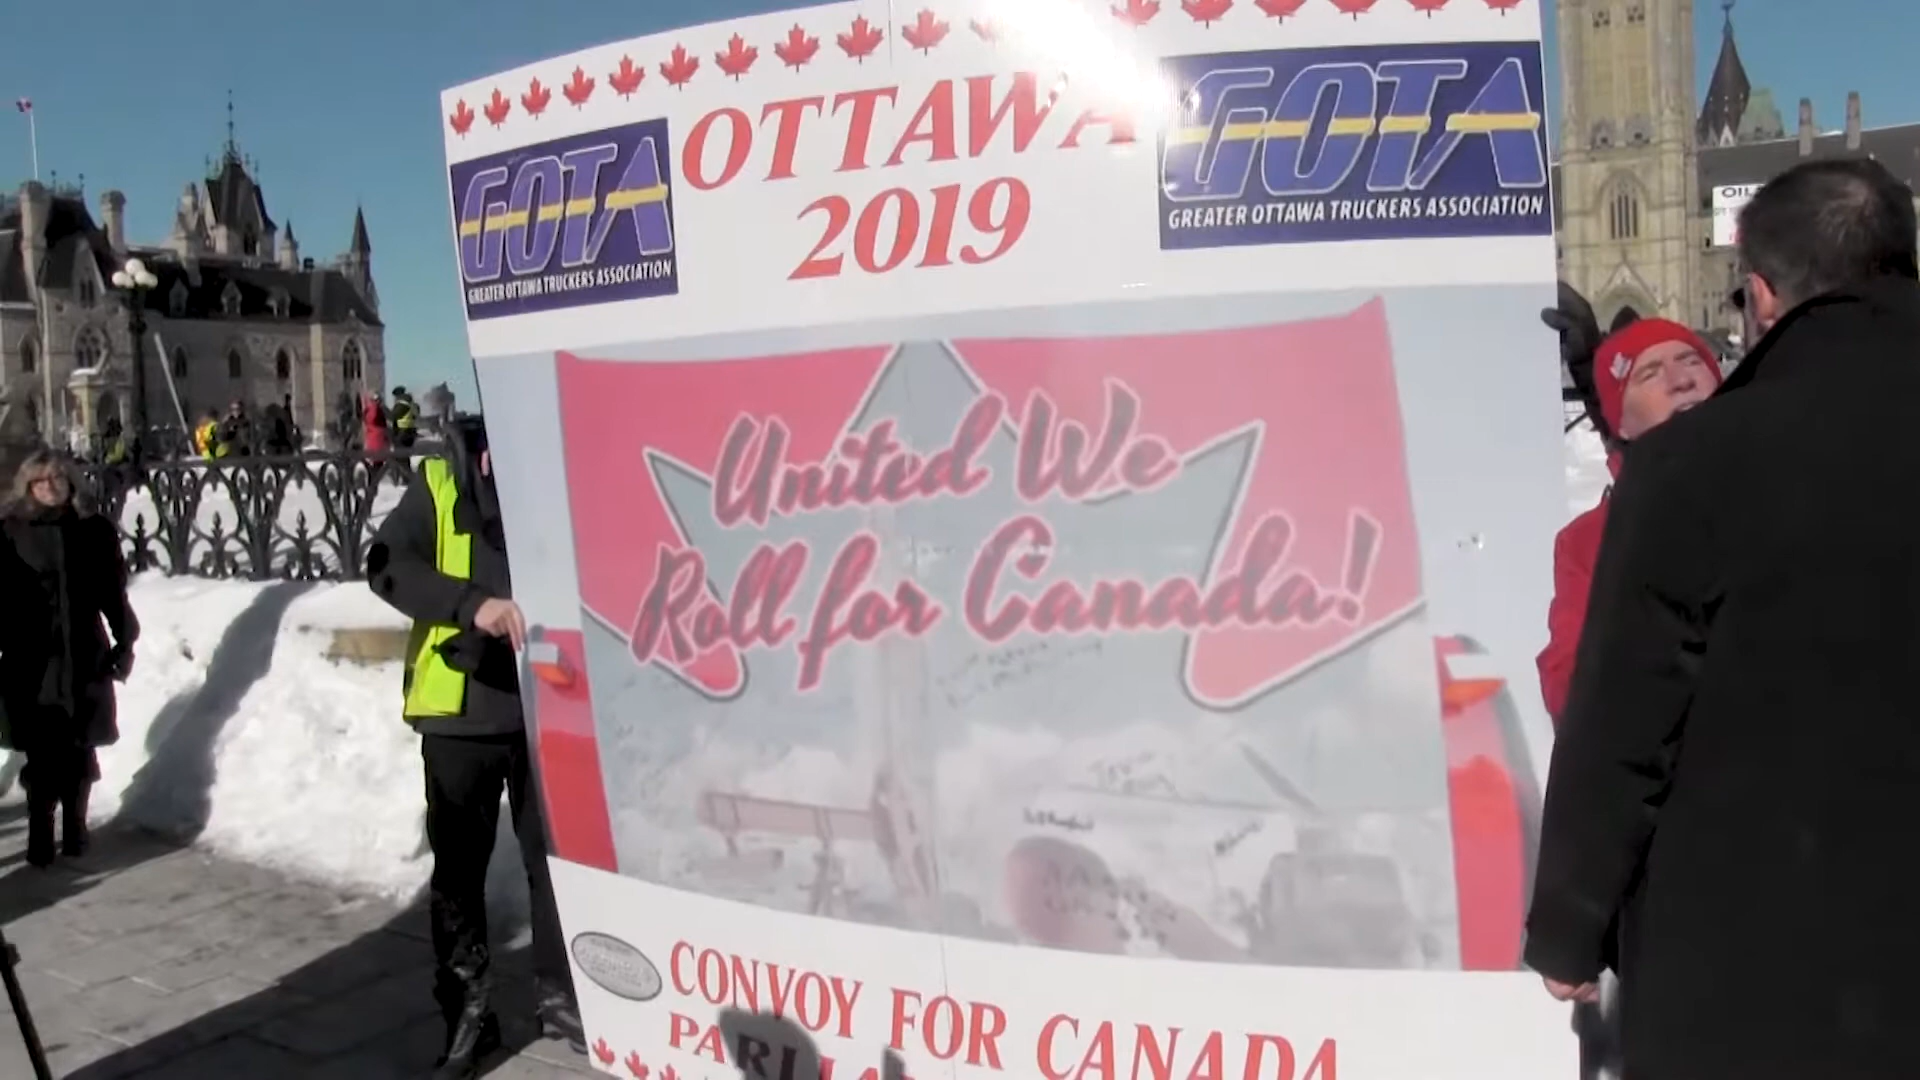 OTTAWA
2019
GOTA
GREATER OTTAWA TRUCKERS ASSOCIATION
GOTA
GREATER OTTAWA TRUCKERS ASSOCIATION
OIL
United We
Roll for Canada!
CONVOY FOR CANADA